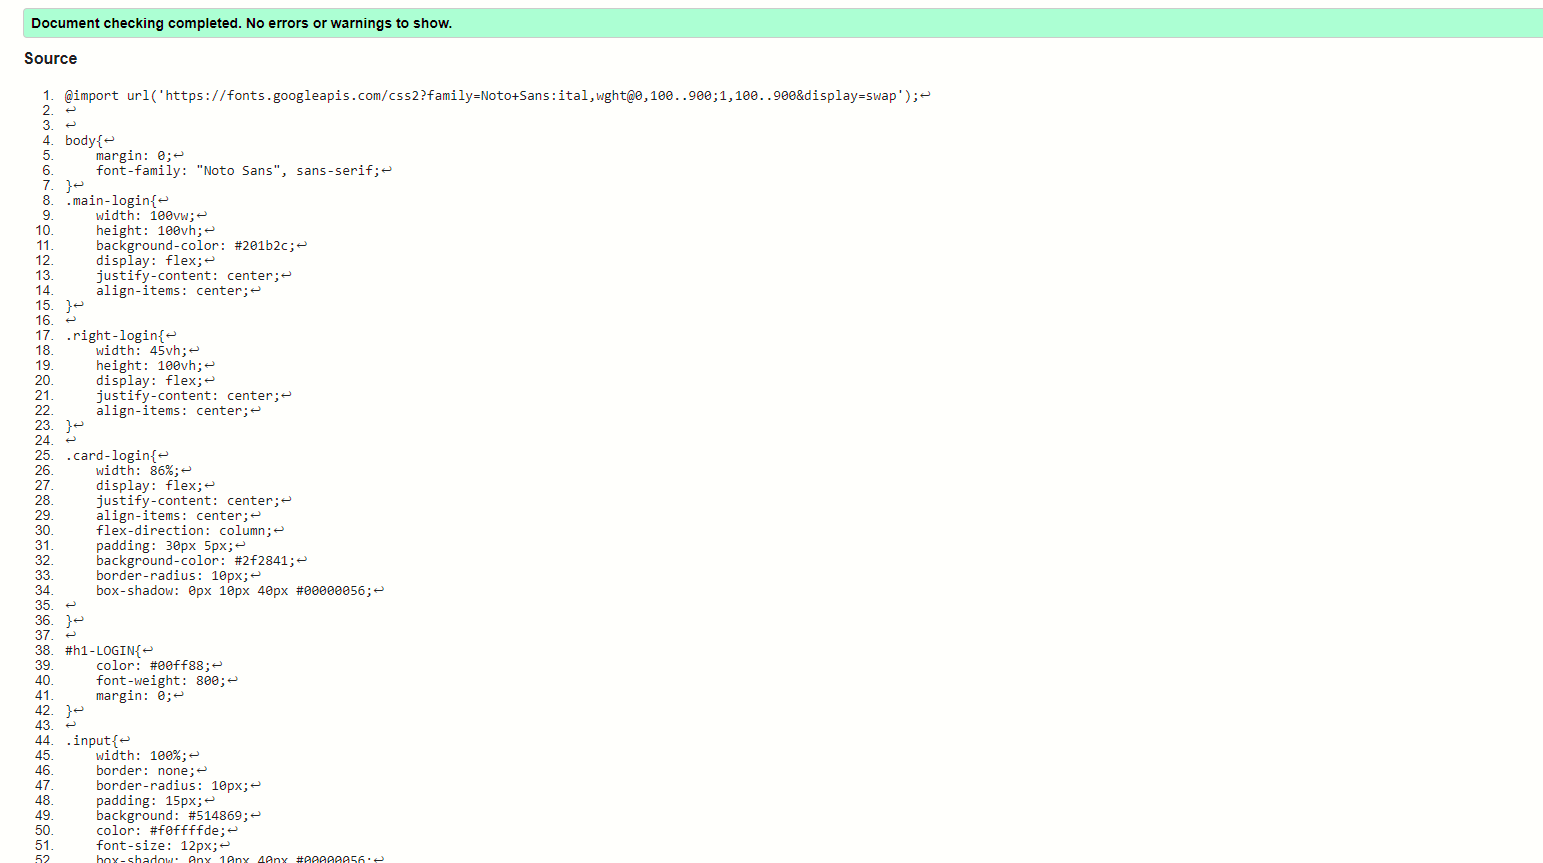 Document checking completed. No errors or warnings to show.
Source
1. @import url('https://fonts.googleapis.com/css2?family=Noto+Sans:ital,wght@0,100..900;1,100..900&display=swap');↩
2. ↩
3. ↩
4. body{↩
5.     margin: 0;↩
6.     font-family: "Noto Sans", sans-serif;↩
7. }↩
8. .main-login{↩
9.     width: 100vw;↩
10.     height: 100vh;↩
11.     background-color: #201b2c;↩
12.     display: flex;↩
13.     justify-content: center;↩
14.     align-items: center;↩
15. }↩
16. ↩
17. .right-login{↩
18.     width: 45vh;↩
19.     height: 100vh;↩
20.     display: flex;↩
21.     justify-content: center;↩
22.     align-items: center;↩
23. }↩
24. ↩
25. .card-login{↩
26.     width: 86%;↩
27.     display: flex;↩
28.     justify-content: center;↩
29.     align-items: center;↩
30.     flex-direction: column;↩
31.     padding: 30px 5px;↩
32.     background-color: #2f2841;↩
33.     border-radius: 10px;↩
34.     box-shadow: 0px 10px 40px #00000056;↩
35. ↩
36. }↩
37. ↩
38. #h1-LOGIN{↩
39.     color: #00ff88;↩
40.     font-weight: 800;↩
41.     margin: 0;↩
42. }↩
43. ↩
44. .input{↩
45.     width: 100%;↩
46.     border: none;↩
47.     border-radius: 10px;↩
48.     padding: 15px;↩
49.     background: #514869;↩
50.     color: #f0ffffde;↩
51.     font-size: 12px;↩
52.     box-shadow: 0px 10px 40px #00000056;↩